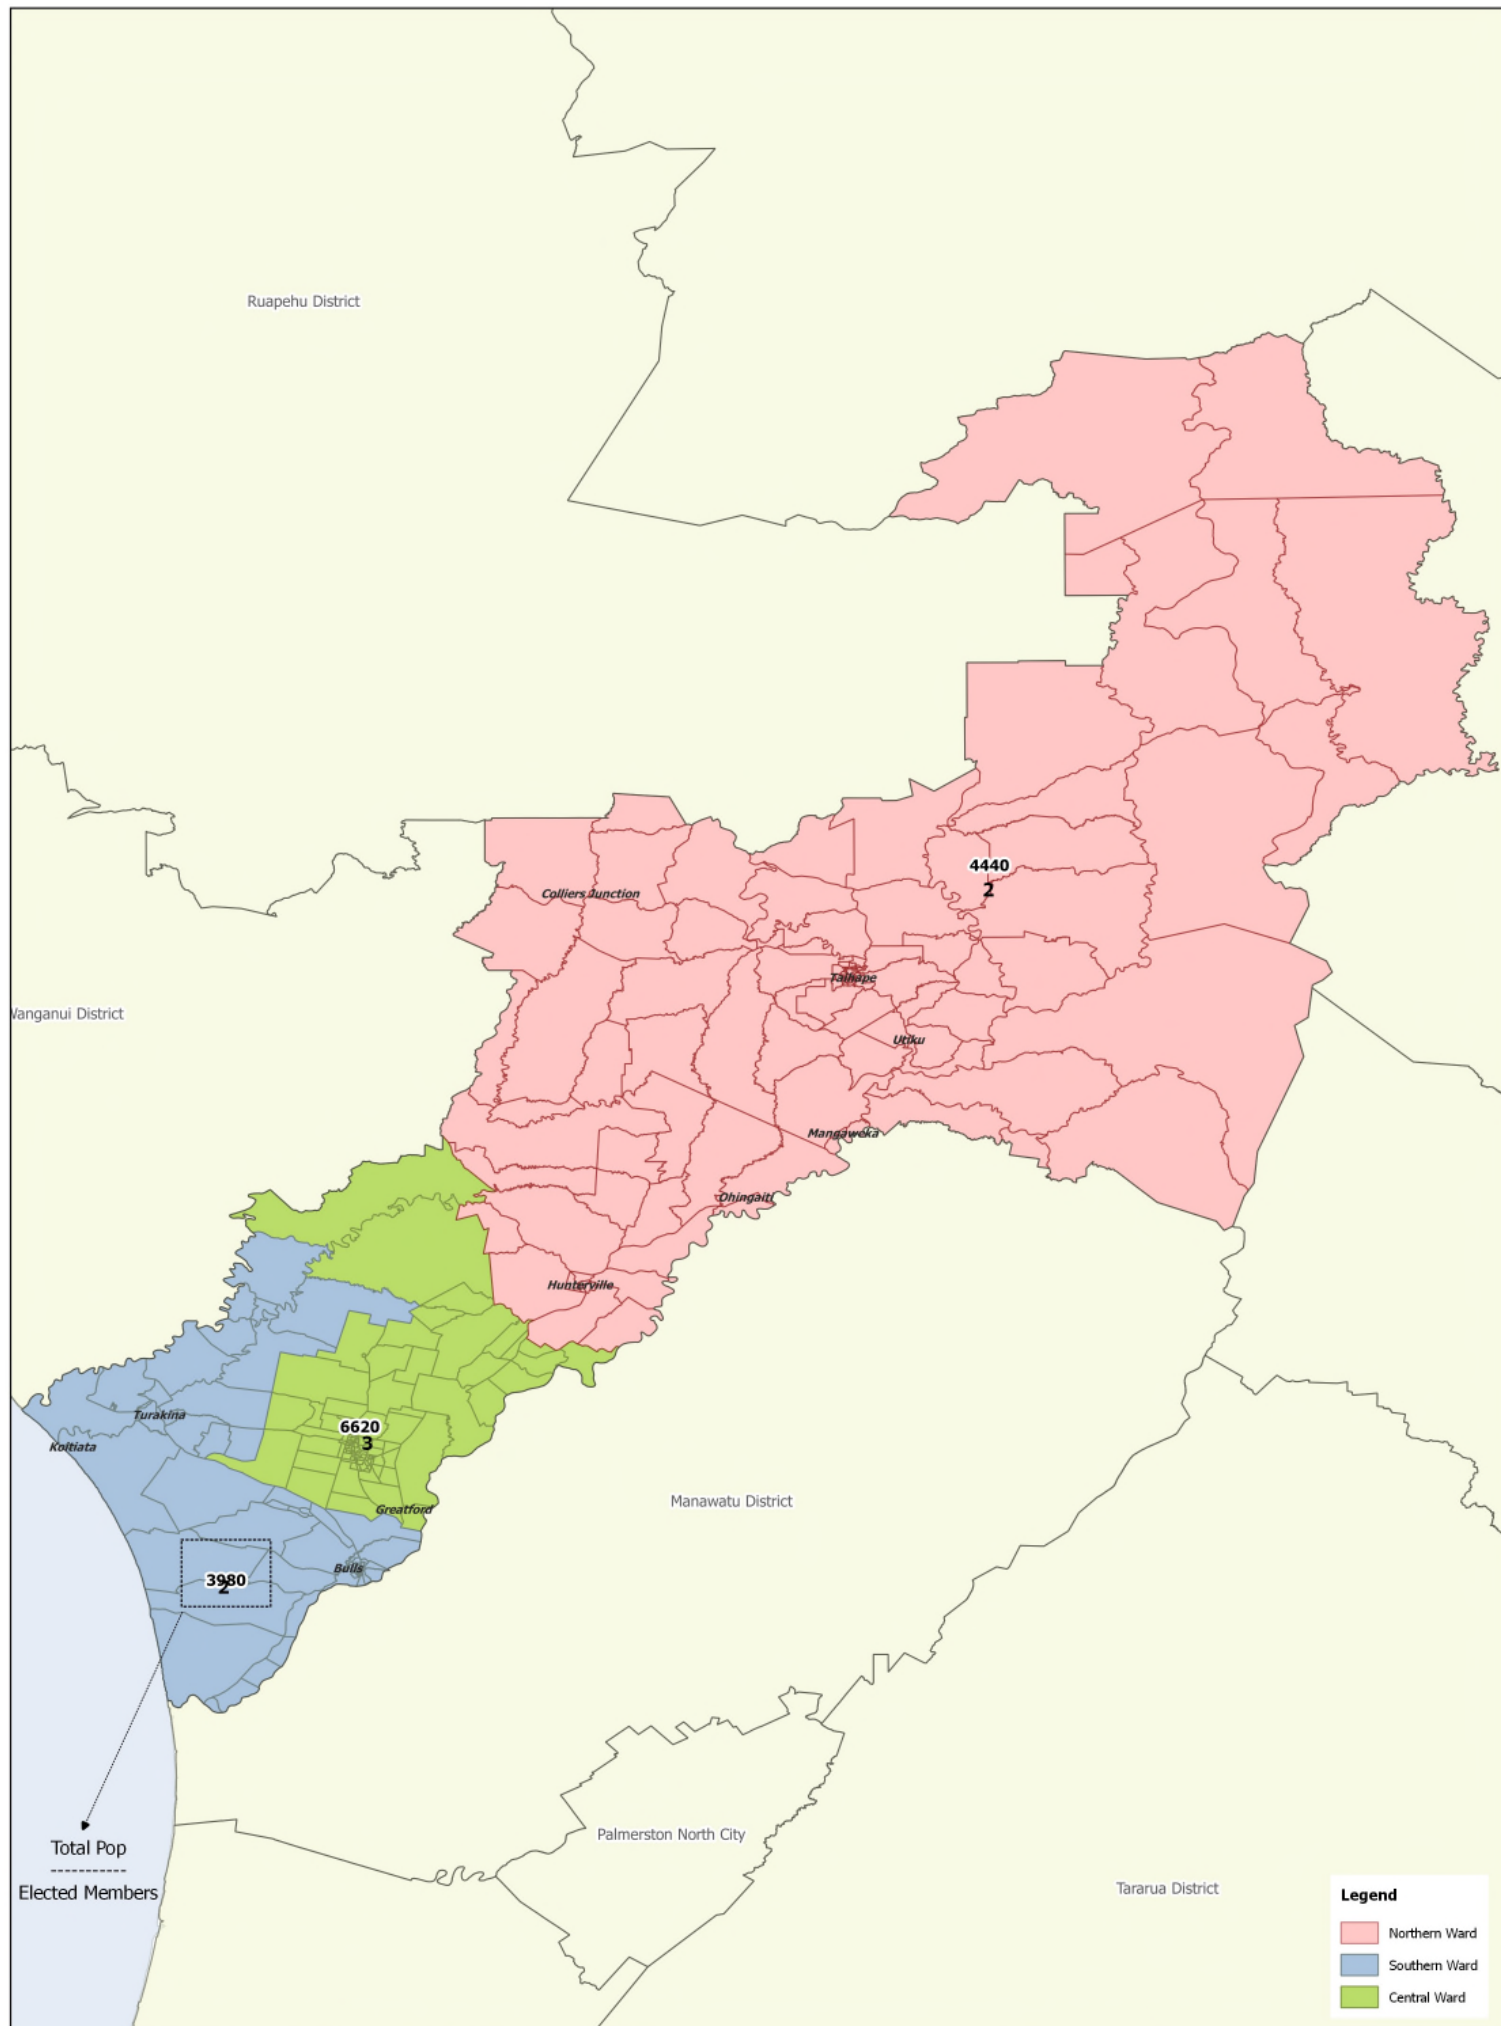 Ruapehu District
4440
2
Colliers Junction
Taihape
Wanganui District
Utiku
Mangaweka
Ohingaiti
Hunterville
Turakina
6620
3
Koitiata
Manawatu District
Greatford
Bulls
3980
2
Total Pop
Elected Members
Palmerston North City
Tararua District
Legend
Northern Ward
Southern Ward
Central Ward